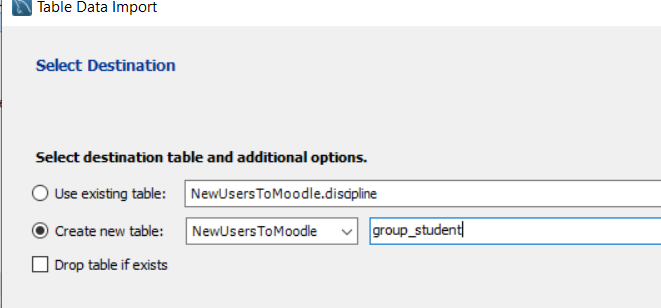 Table Data Import
Select Destination
Select destination table and additional options.
Use existing table: NewUsersToMoodle.discipline
Create new table: NewUsersToMoodle group_student
Drop table if exists